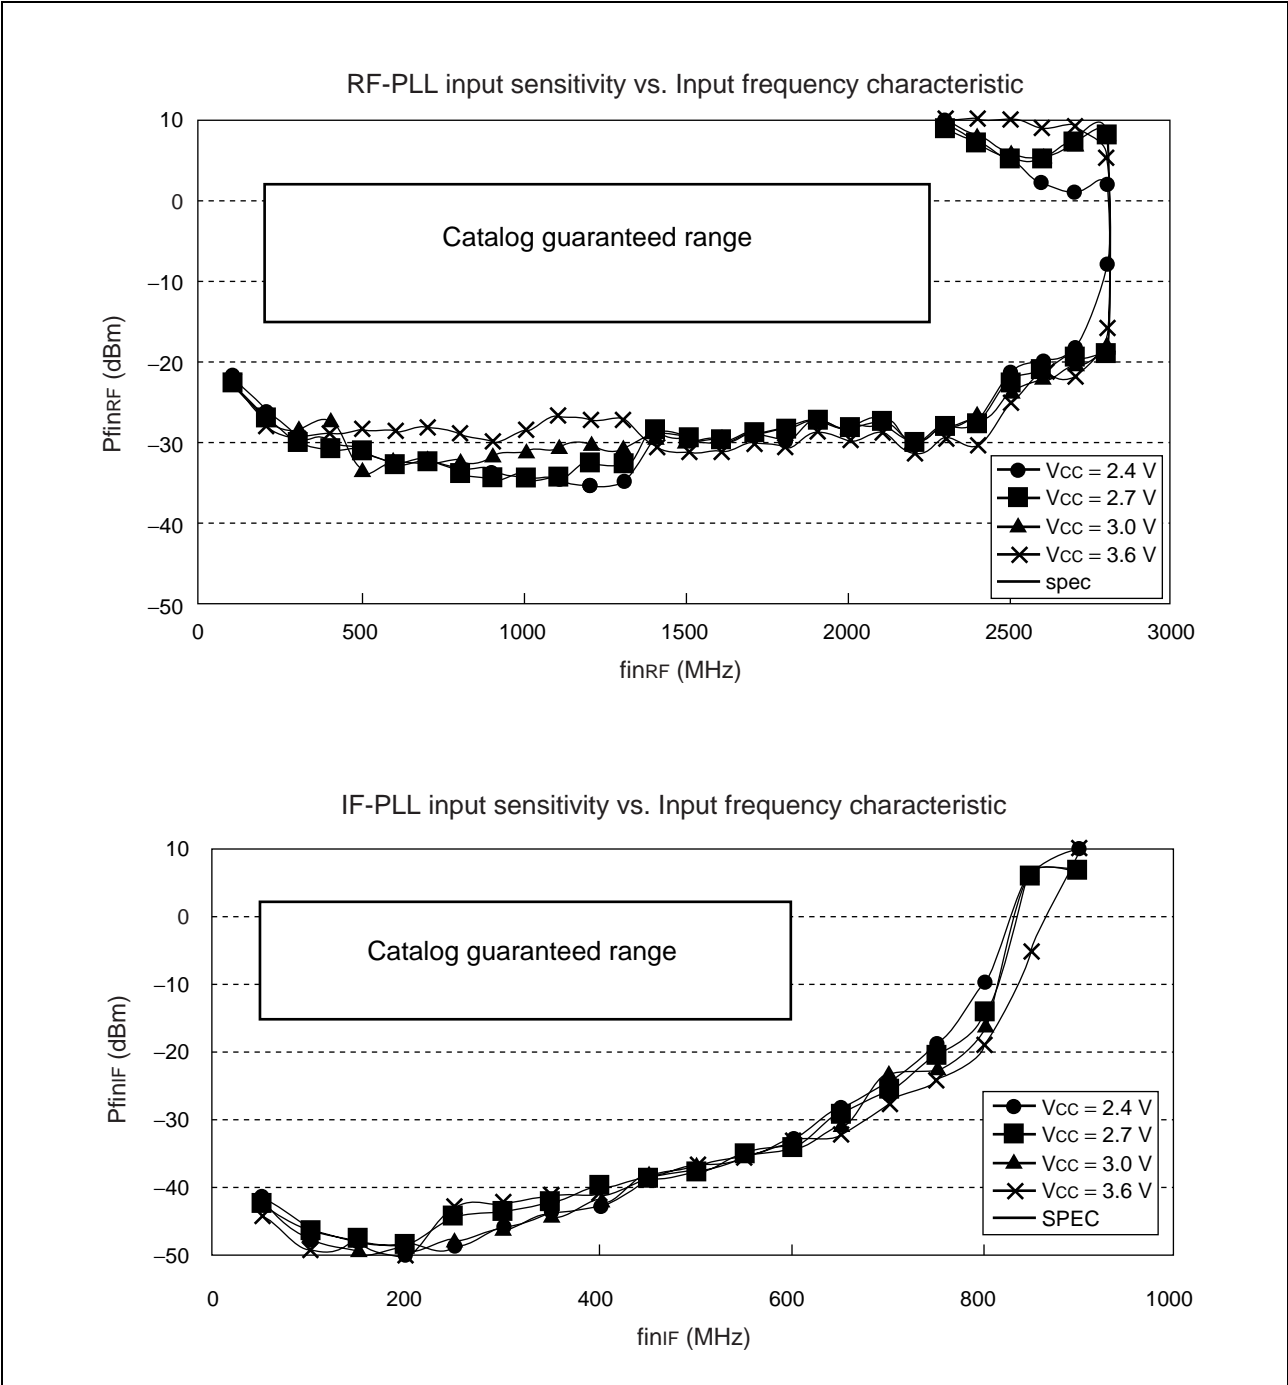 RF-PLL input sensitivity vs. Input frequency characteristic
10
0
−10
−20
−30
−40
−50
PfinRF (dBm)
Catalog guaranteed range
VCC = 2.4 V
VCC = 2.7 V
VCC = 3.0 V
VCC = 3.6 V
spec
0 500 1000 1500 2000 2500 3000
finRF (MHz)
IF-PLL input sensitivity vs. Input frequency characteristic
10
0
−10
−20
−30
−40
−50
PfinIF (dBm)
Catalog guaranteed range
VCC = 2.4 V
VCC = 2.7 V
VCC = 3.0 V
VCC = 3.6 V
SPEC
0 200 400 600 800 1000
finIF (MHz)